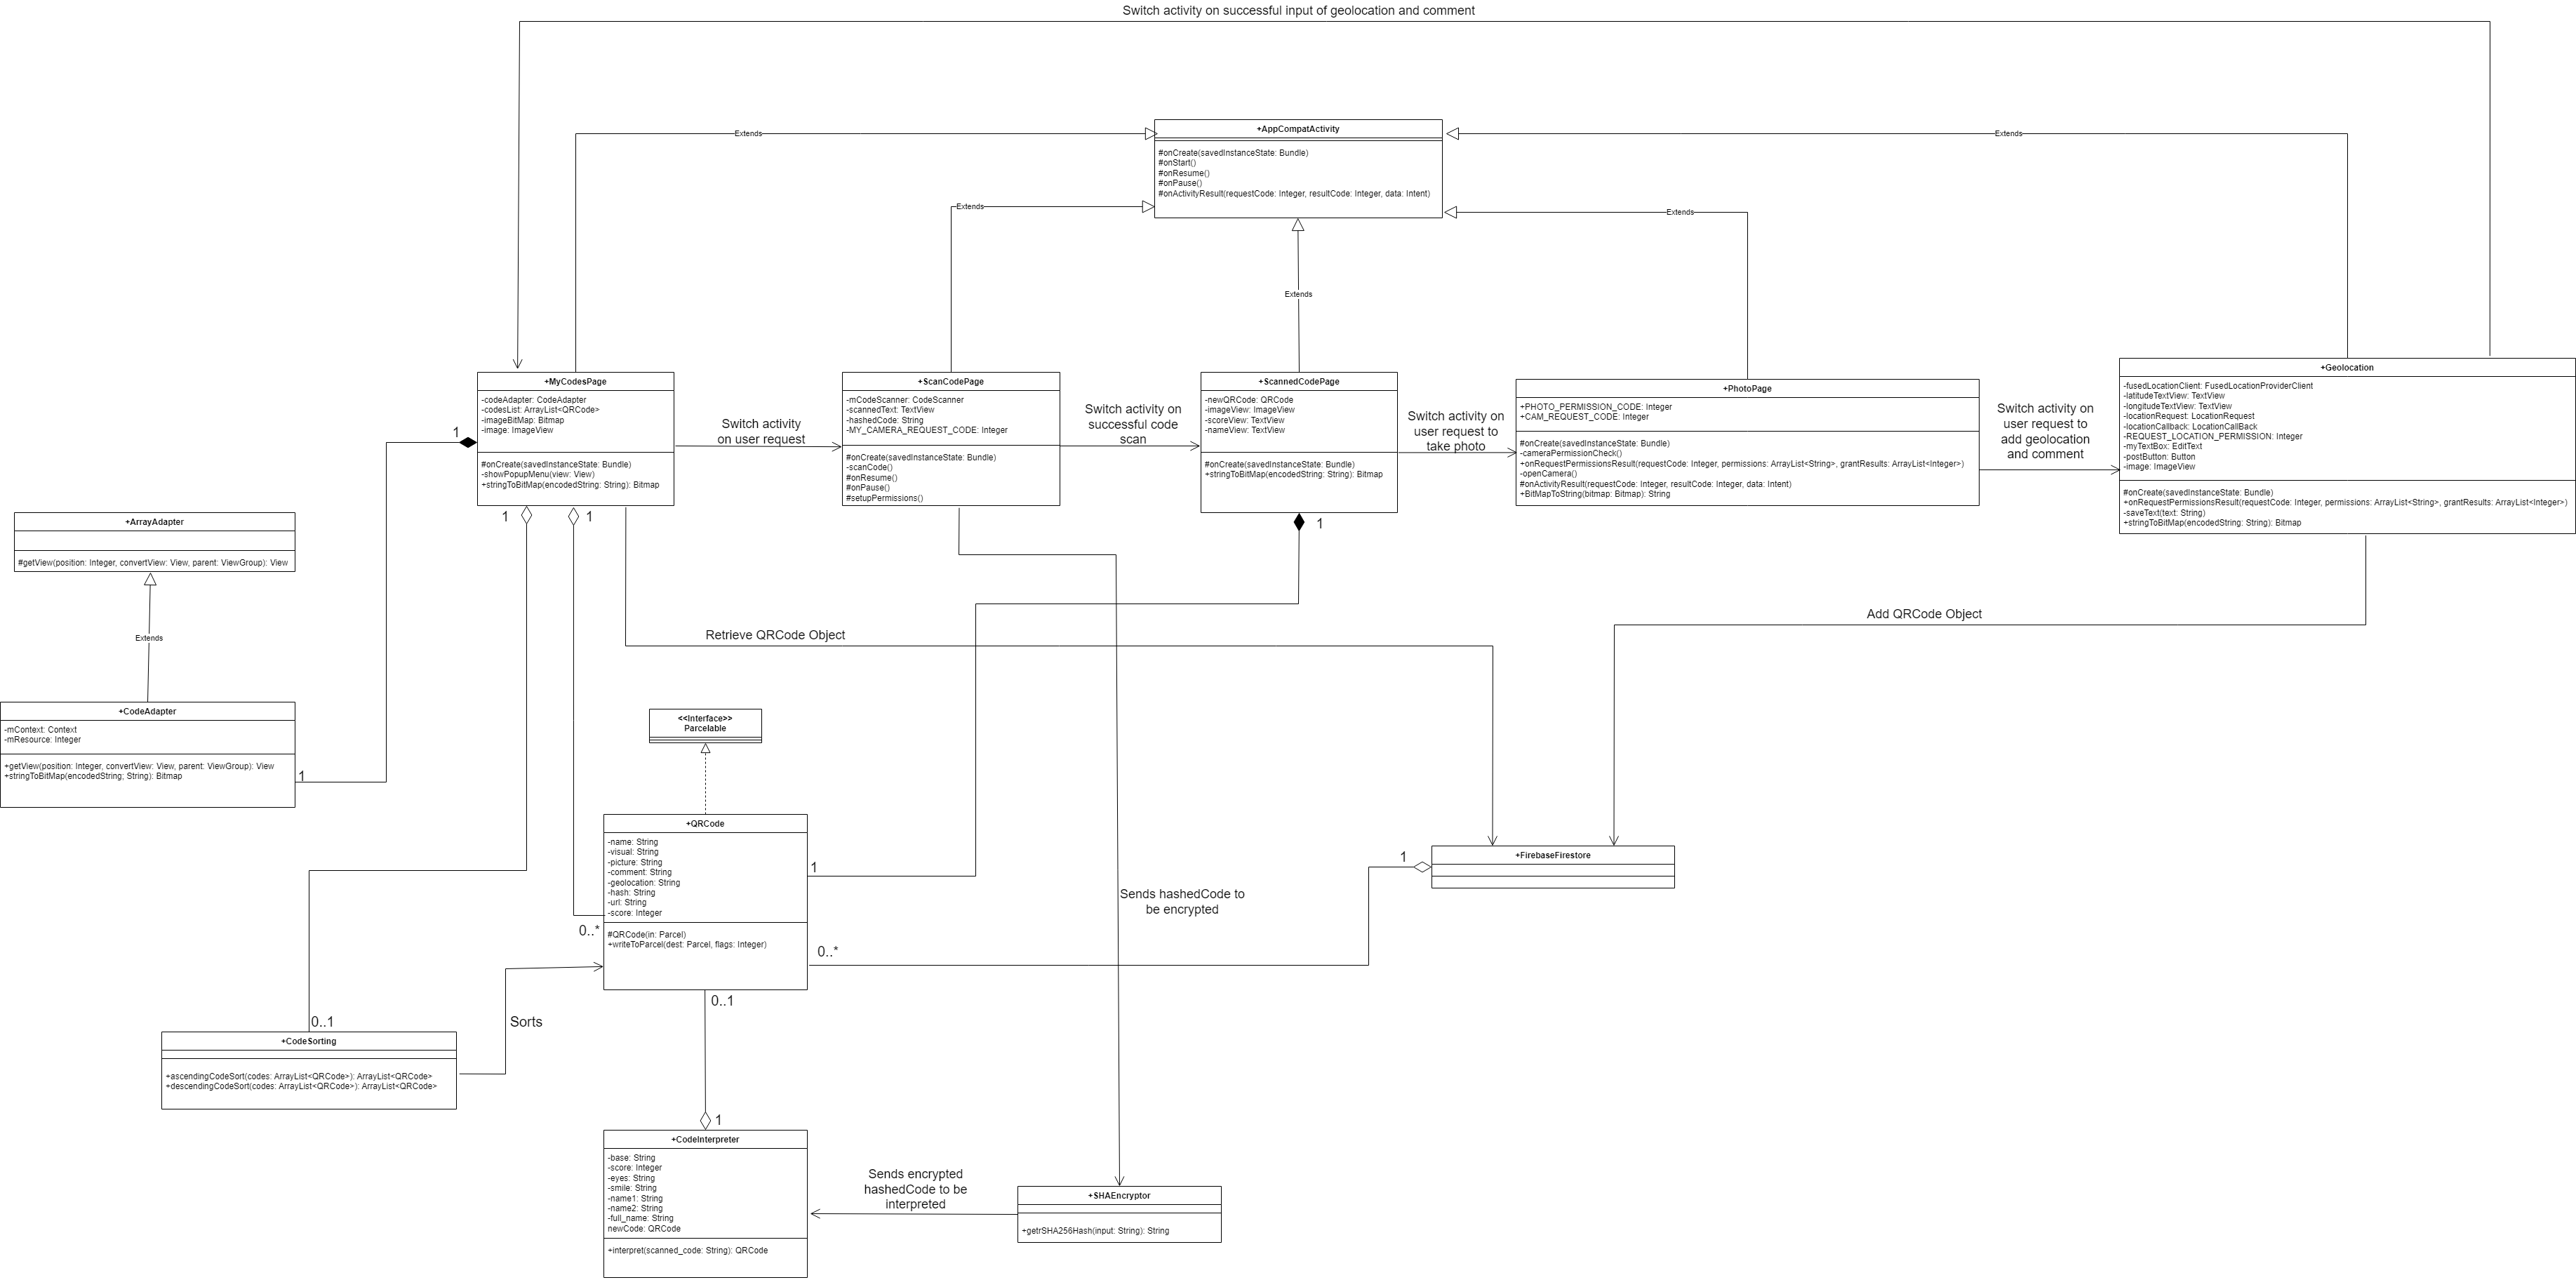 Switch activity on successful input of geolocation and comment
Extends
+AppCompatActivity
#onCreate(savedInstanceState: Bundle)
#onStart()
#onResume()
#onPause()
#onActivityResult(requestCode: Integer, resultCode: Integer, data: Intent)
Extends
Extends
Extends
Extends
+MyCodesPage
-codeAdapter: CodeAdapter
-codesList: ArrayList<QRCode>
-imageBitMap: Bitmap
-image: ImageView
#onCreate(savedInstanceState: Bundle)
-showPopupMenu(view: View)
+stringToBitMap(encodedString: String): Bitmap
Switch activity
on user request
+ScanCodePage
-mCodeScanner: CodeScanner
-scannedText: TextView
-hashedCode: String
-MY_CAMERA_REQUEST_CODE: Integer
#onCreate(savedInstanceState: Bundle)
-scanCode()
#onResume()
#onPause()
#setupPermissions()
Switch activity on
successful code
scan
+ScannedCodePage
-newQRCode: QRCode
-imageView: ImageView
-scoreView: TextView
-nameView: TextView
#onCreate(savedInstanceState: Bundle)
+stringToBitMap(encodedString: String): Bitmap
Switch activity on
user request to
take photo
+PhotoPage
+PHOTO_PERMISSION_CODE: Integer
+CAM_REQUEST_CODE: Integer
#onCreate(savedInstanceState: Bundle)
-cameraPermissionCheck()
+onRequestPermissionsResult(requestCode: Integer, permissions: ArrayList<String>, grantResults: ArrayList<Integer>)
-openCamera()
#onActivityResult(requestCode: Integer, resultCode: Integer, data: Intent)
+BitMapToString(bitmap: Bitmap): String
Switch activity on
user request to
add geolocation
and comment
+Geolocation
-fusedLocationClient: FusedLocationProviderClient
-latitudeTextView: TextView
-longitudeTextView: TextView
-locationRequest: LocationRequest
-locationCallback: LocationCallBack
-REQUEST_LOCATION_PERMISSION: Integer
-myTextBox: EditText
-postButton: Button
-image: ImageView
#onCreate(savedInstanceState: Bundle)
+onRequestPermissionsResult(requestCode: Integer, permissions: ArrayList<String>, grantResults: ArrayList<Integer>)
-saveText(text: String)
+stringToBitMap(encodedString: String): Bitmap
1
1
1
1
+ArrayAdapter
#getView(position: Integer, convertView: View, parent: ViewGroup): View
Extends
Retrieve QRCode Object
Add QRCode Object
+CodeAdapter
-mContext: Context
-mResource: Integer
+getView(position: Integer, convertView: View, parent: ViewGroup): View
+stringToBitMap(encodedString; String): Bitmap
1
<<Interface>>
Parcelable
+QRCode
-name: String
-visual: String
-picture: String
-comment: String
-geolocation: String
-hash: String
-url: String
-score: Integer
#QRCode(in: Parcel)
+writeToParcel(dest: Parcel, flags: Integer)
1
0..*
0..*
0..1
1
+FirebaseFirestore
Sends hashedCode to
be encrypted
0..1
Sorts
+CodeSorting
+ascendingCodeSort(codes: ArrayList<QRCode>): ArrayList<QRCode>
+descendingCodeSort(codes: ArrayList<QRCode>): ArrayList<QRCode>
1
+CodeInterpreter
-base: String
-score: Integer
-eyes: String
-smile: String
-name1: String
-name2: String
-full_name: String
newCode: QRCode
+interpret(scanned_code: String): QRCode
Sends encrypted
hashedCode to be
interpreted
+SHAEncryptor
+getrSHA256Hash(input: String): String